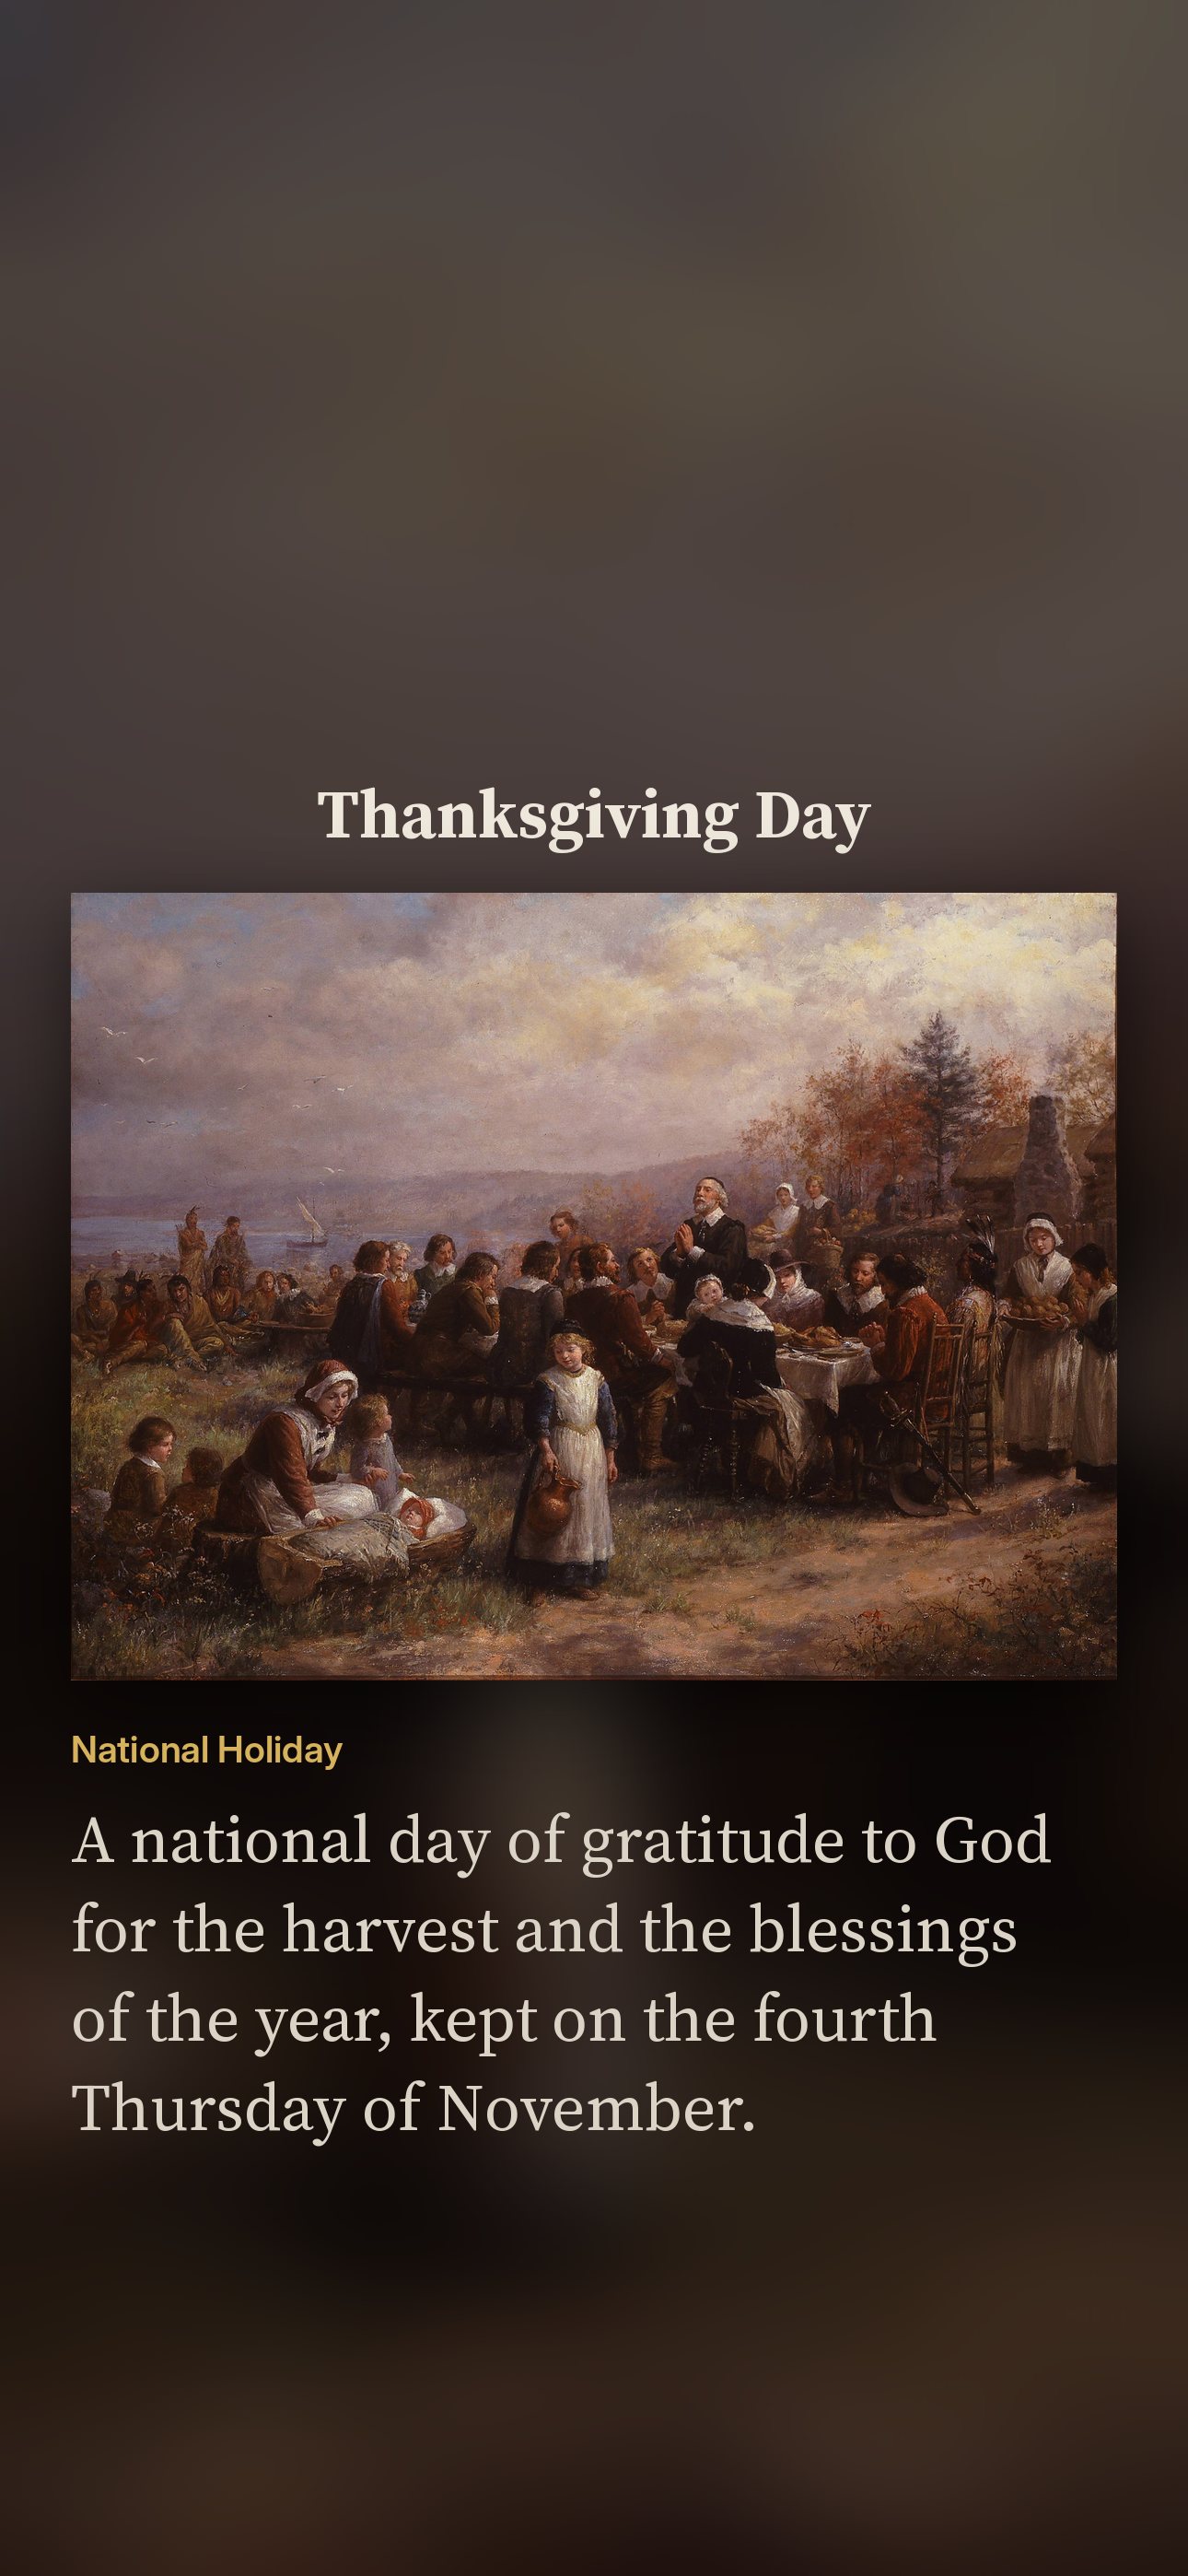 Thanksgiving Day
National Holiday
A national day of gratitude to God
for the harvest and the blessings
of the year, kept on the fourth
Thursday of November.